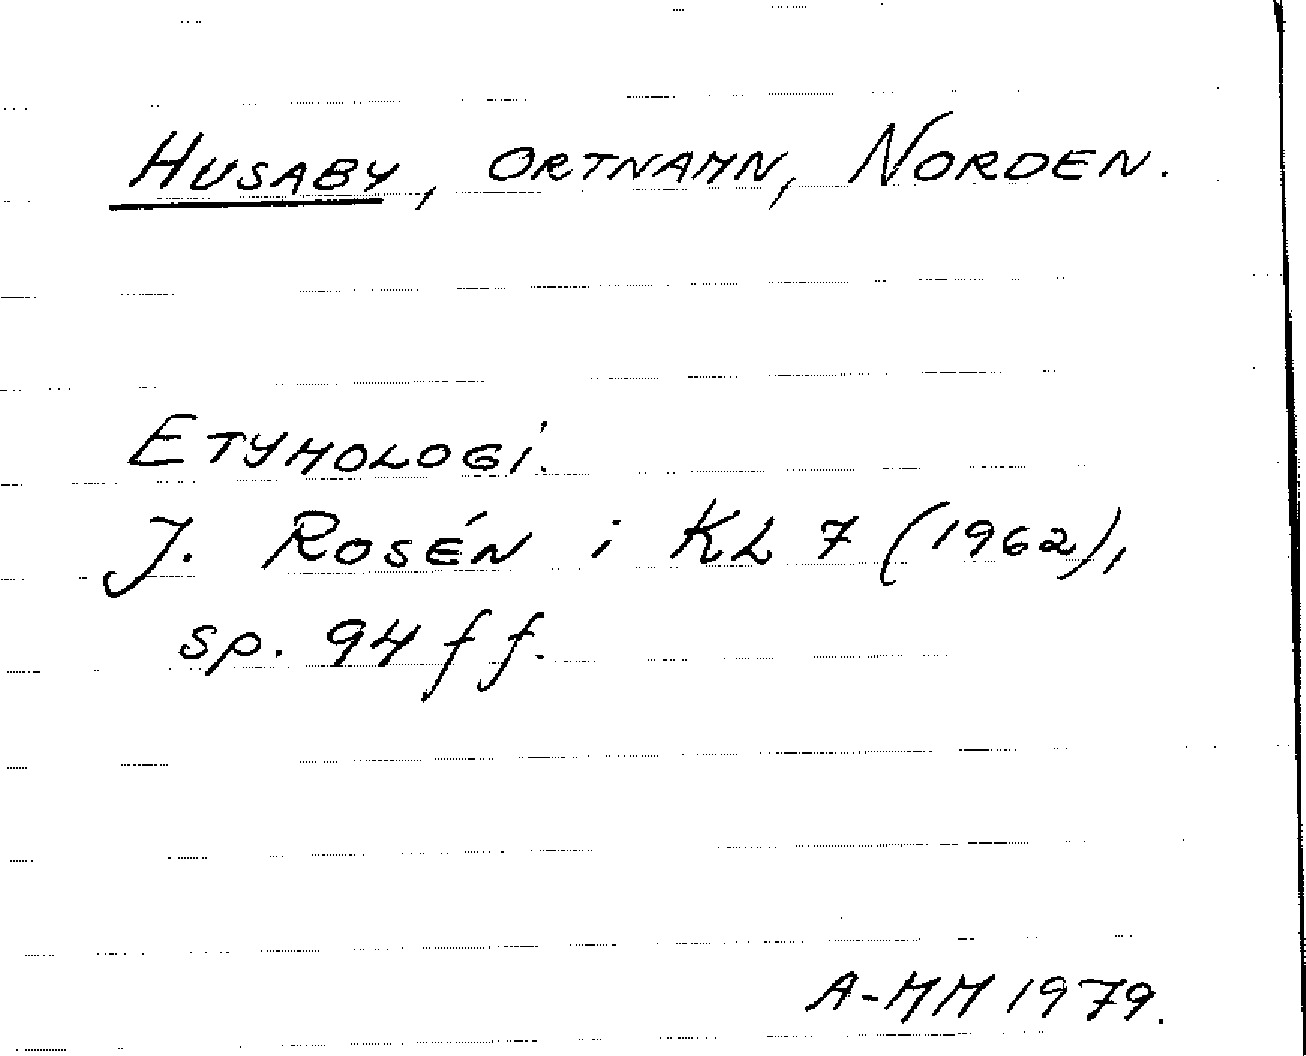 HUSABY, ORTNAMN, NORDEN.
ETYMOLOGI.
J. ROSÉN i KL 7 (1962),
sp. 94 ff.
A-MM 1979.